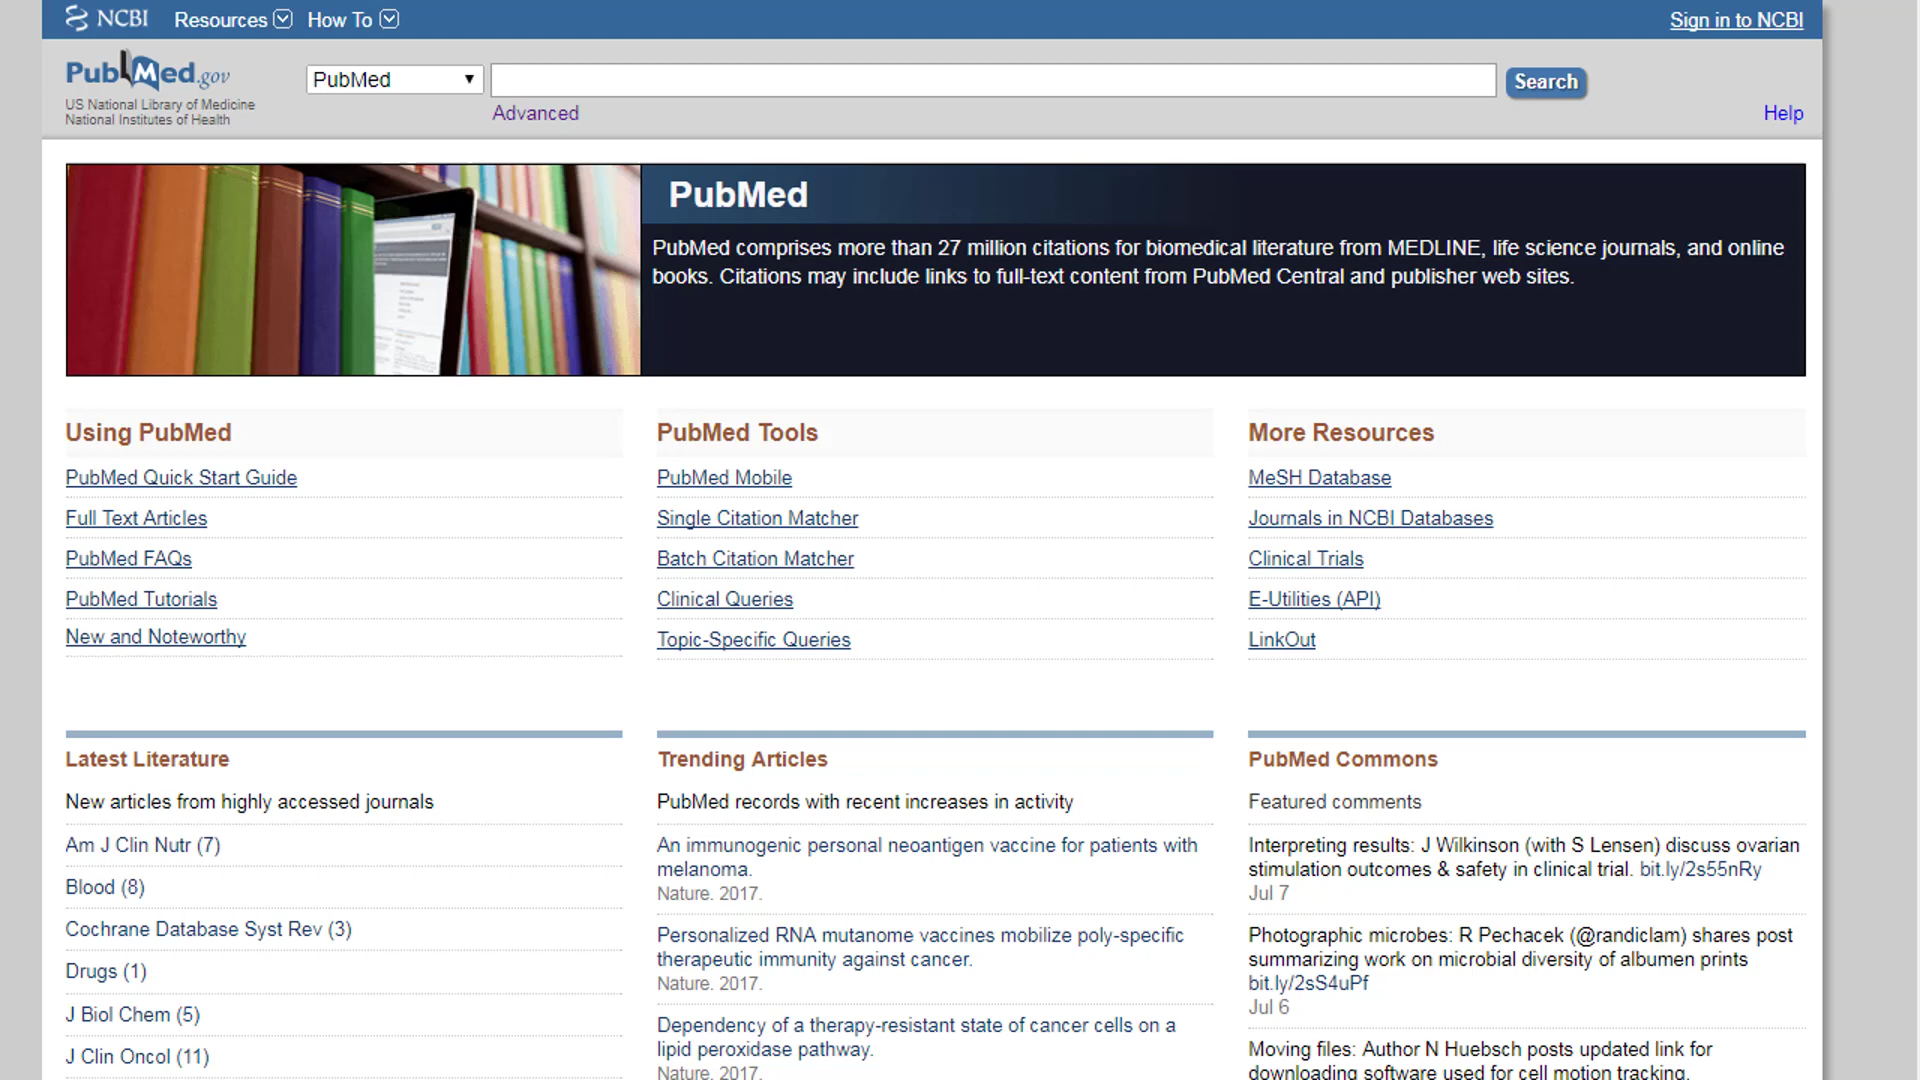 NCBI Resources How To Sign in to NCBI
PubMed.gov
US National Library of Medicine
National Institutes of Health
PubMed
Search
Advanced
Help
PubMed
PubMed comprises more than 27 million citations for biomedical literature from MEDLINE, life science journals, and online
books. Citations may include links to full-text content from PubMed Central and publisher web sites.
Using PubMed
PubMed Quick Start Guide
Full Text Articles
PubMed FAQs
PubMed Tutorials
New and Noteworthy
PubMed Tools
PubMed Mobile
Single Citation Matcher
Batch Citation Matcher
Clinical Queries
Topic-Specific Queries
More Resources
MeSH Database
Journals in NCBI Databases
Clinical Trials
E-Utilities (API)
LinkOut
Latest Literature
New articles from highly accessed journals
Am J Clin Nutr (7)
Blood (8)
Cochrane Database Syst Rev (3)
Drugs (1)
J Biol Chem (5)
J Clin Oncol (11)
Trending Articles
PubMed records with recent increases in activity
An immunogenic personal neoantigen vaccine for patients with
melanoma.
Nature. 2017.
Personalized RNA mutanome vaccines mobilize poly-specific
therapeutic immunity against cancer.
Nature. 2017.
Dependency of a therapy-resistant state of cancer cells on a
lipid peroxidase pathway.
Nature. 2017.
PubMed Commons
Featured comments
Interpreting results: J Wilkinson (with S Lensen) discuss ovarian
stimulation outcomes & safety in clinical trial. bit.ly/2s55nRy
Jul 7
Photographic microbes: R Pechacek (@randiclam) shares post
summarizing work on microbial diversity of albumen prints
bit.ly/2sS4uPf
Jul 6
Moving files: Author N Huebsch posts updated link for
downloading software used for cell motion tracking.